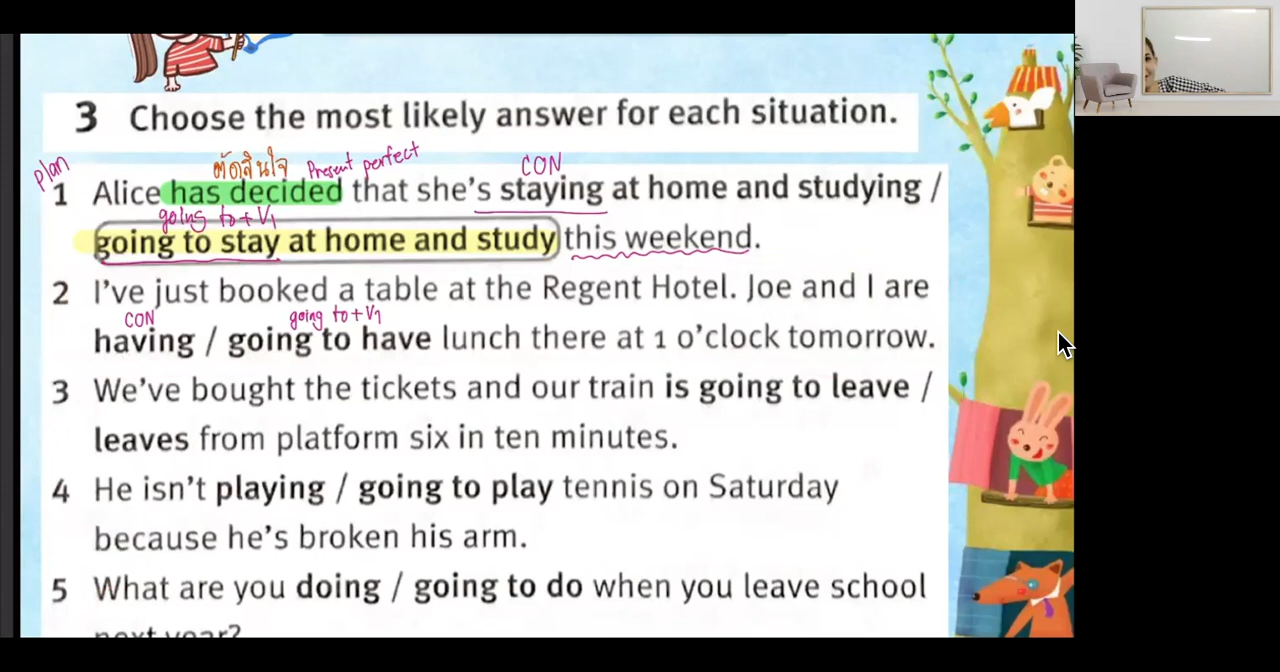 3 Choose the most likely answer for each situation.
plan ตัดสินใจ Present perfect CON
1 Alice has decided that she's staying at home and studying /
going to + V1
going to stay at home and study this weekend.
2 I've just booked a table at the Regent Hotel. Joe and I are
CON going to + V1
having / going to have lunch there at 1 o'clock tomorrow.
3 We've bought the tickets and our train is going to leave /
leaves from platform six in ten minutes.
4 He isn't playing / going to play tennis on Saturday
because he's broken his arm.
5 What are you doing / going to do when you leave school
next year?